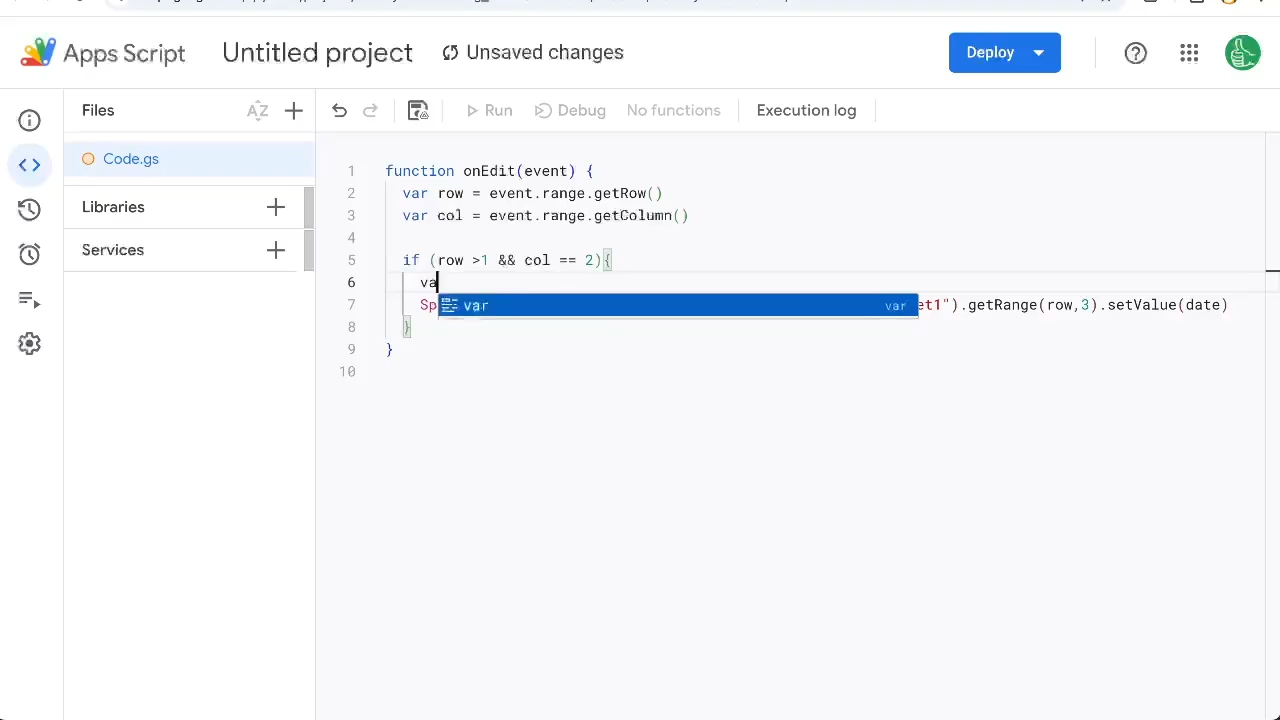 Apps Script
Untitled project
Unsaved changes
Deploy
Files
AZ
Run
Debug
No functions
Execution log
Code.gs
Libraries
Services
1 function onEdit(event) {
2 var row = event.range.getRow()
3 var col = event.range.getColumn()
4
5 if (row >1 && col == 2){
6 va
var var
7 Sp et1").getRange(row,3).setValue(date)
8 }
9 }
10